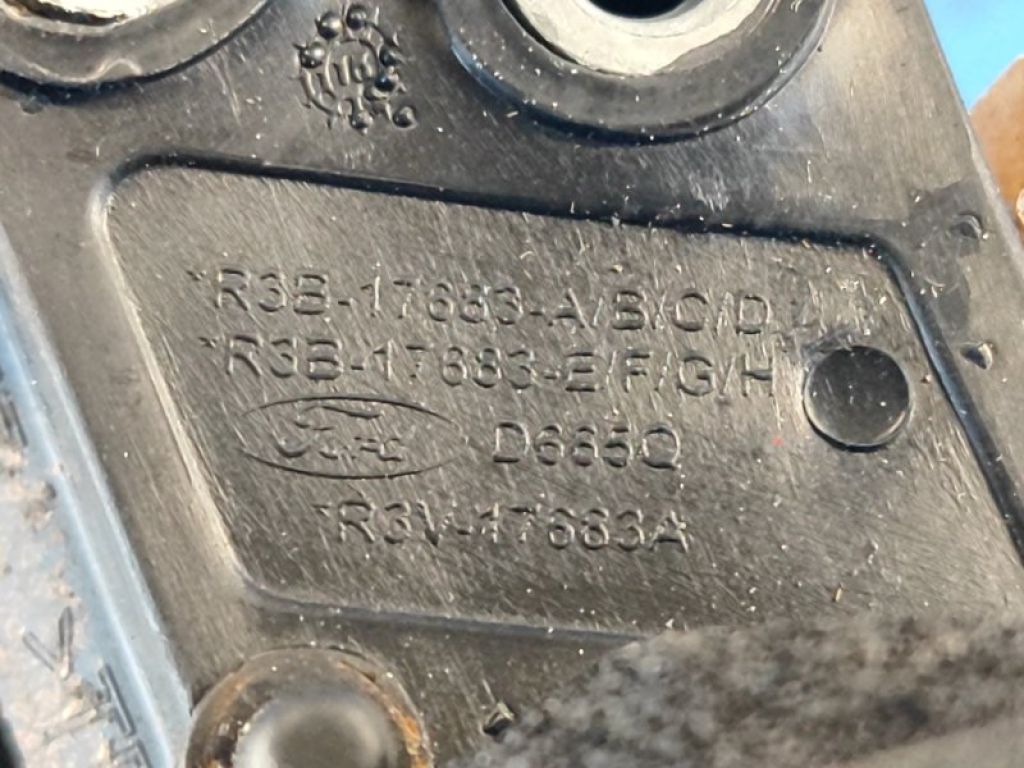 *R3B-17683-A/B/C/D
*R3B-17683-E/F/G/H
Ford D685Q
*R3V-17683A